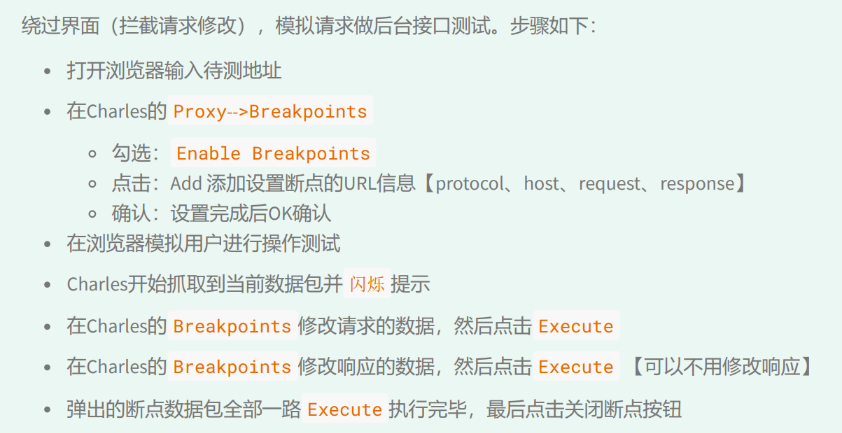 绕过界面（拦截请求修改），模拟请求做后台接口测试。步骤如下：
• 打开浏览器输入待测地址
• 在Charles的 Proxy-->Breakpoints
◦ 勾选： Enable Breakpoints
◦ 点击：Add 添加设置断点的URL信息【protocol、host、request、response】
◦ 确认：设置完成后OK确认
• 在浏览器模拟用户进行操作测试
• Charles开始抓取到当前数据包并 闪烁 提示
• 在Charles的 Breakpoints 修改请求的数据，然后点击 Execute
• 在Charles的 Breakpoints 修改响应的数据，然后点击 Execute 【可以不用修改响应】
• 弹出的断点数据包全部一路 Execute 执行完毕，最后点击关闭断点按钮